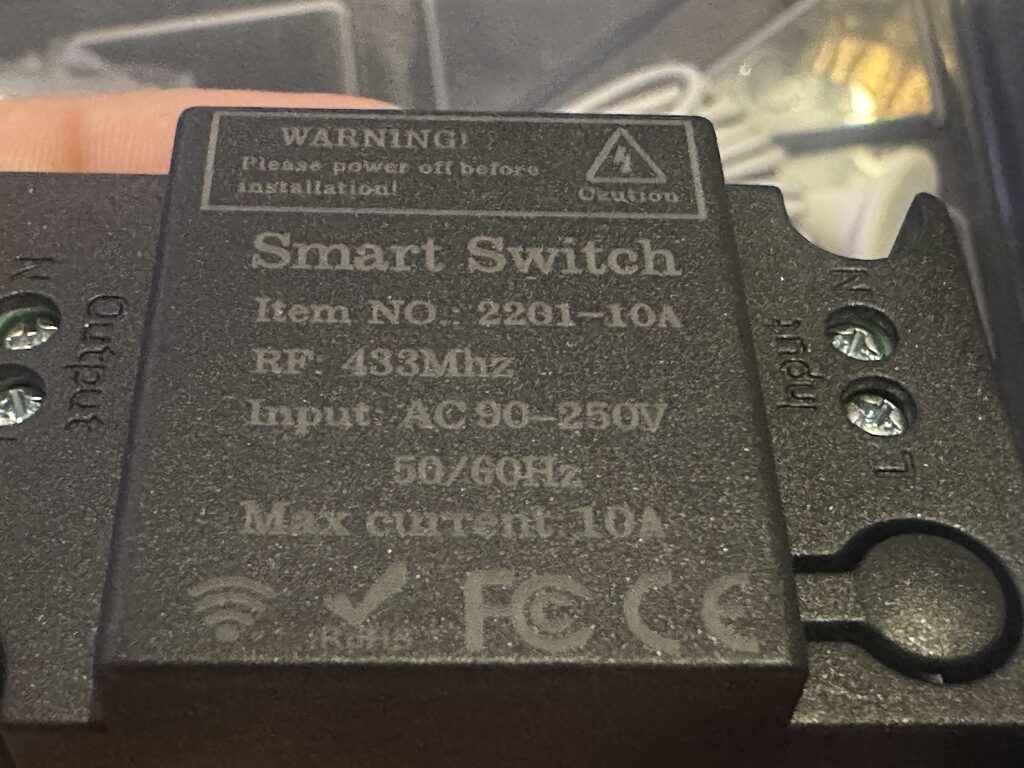 WARNING!
Please power off before
installation!
Caution
Smart Switch
Item NO.: 2201-10A
RF: 433Mhz
Input: AC 90-250V
50/60Hz
Max current 10A
RoHS
FC CE
N
Output
N
Input
L